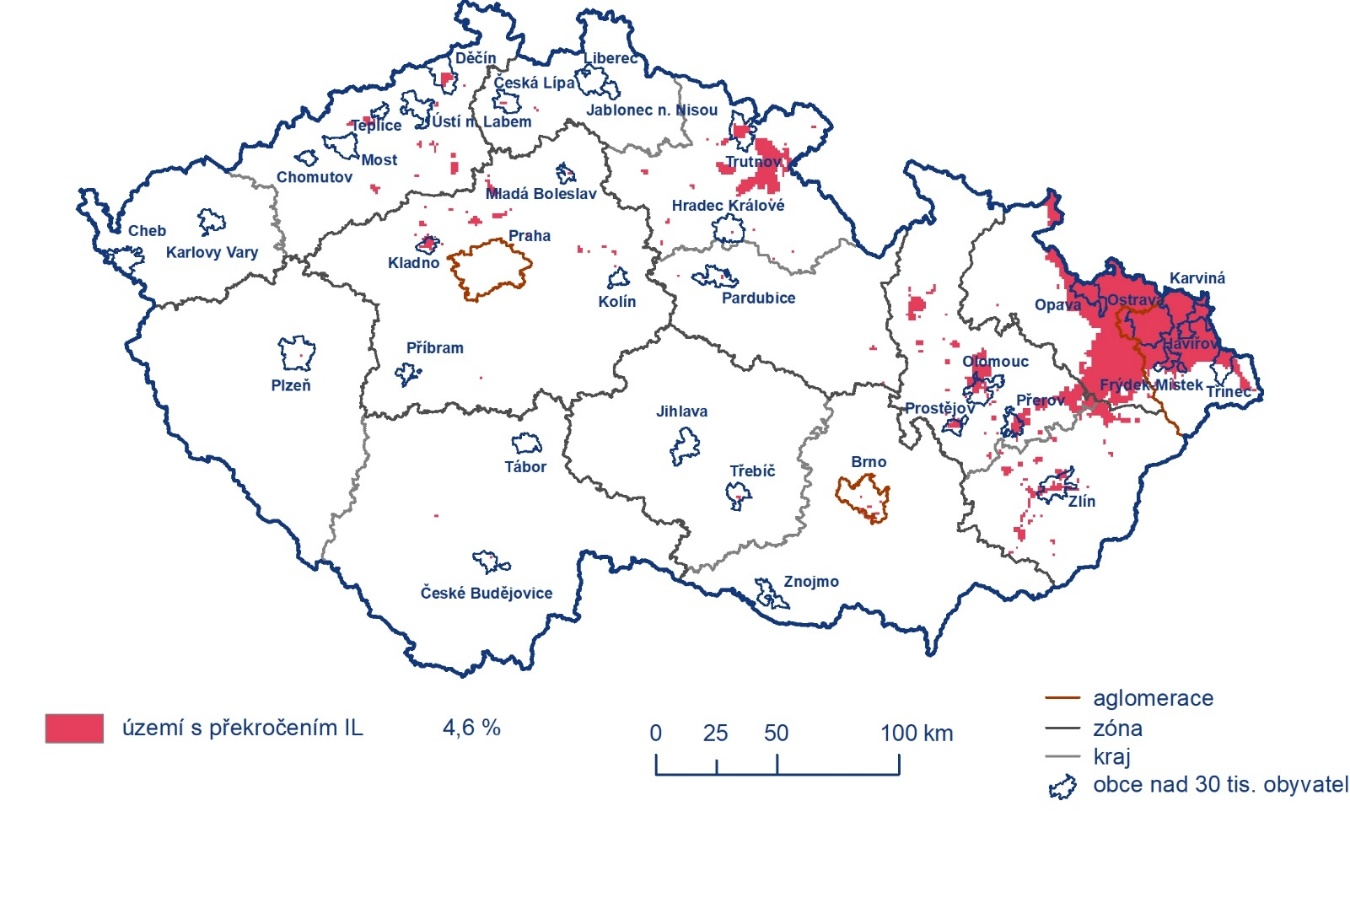 Děčín
Liberec
Česká Lípa
Jablonec n. Nisou
Teplice
Ústí n. Labem
Most
Trutnov
Chomutov
Mladá Boleslav
Hradec Králové
Cheb
Karlovy Vary
Praha
Kladno
Karviná
Kolín
Pardubice
Opava
Ostrava
Havířov
Příbram
Olomouc
Plzeň
Frýdek-Místek
Třinec
Prostějov
Přerov
Jihlava
Tábor
Třebíč
Brno
Zlín
České Budějovice
Znojmo
území s překročením IL 4,6 %
0 25 50 100 km
aglomerace
zóna
kraj
obce nad 30 tis. obyvatel